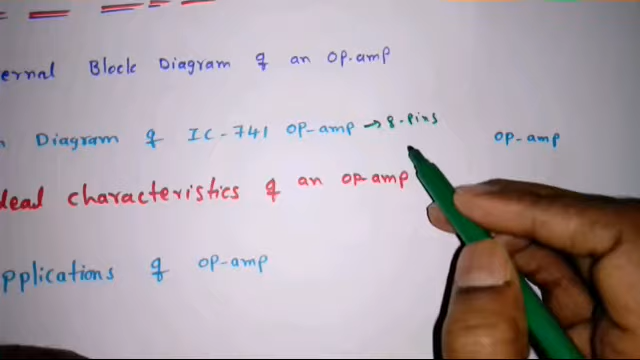 ernal Block Diagram of an OP-amp
Diagram of IC-741 OP-amp → 8-pins
OP-amp
deal characteristics of an OP-amp
pplications of OP-amp